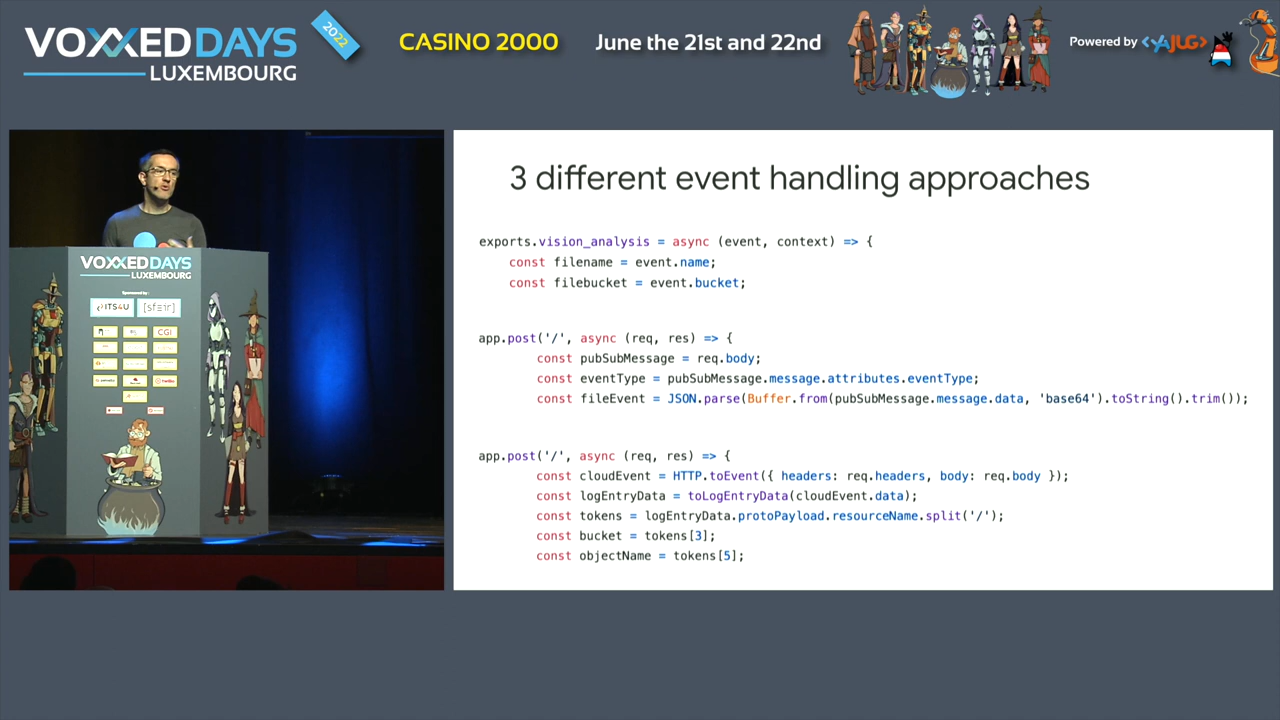 VOXXED DAYS
LUXEMBOURG
2022
CASINO 2000
June the 21st and 22nd
Powered by <YAJUG>
VOXXED DAYS
LUXEMBOURG
Sponsored by :
ITS4U
[sfeir]
CGI
3 different event handling approaches
exports.vision_analysis = async (event, context) => {
const filename = event.name;
const filebucket = event.bucket;
app.post('/', async (req, res) => {
const pubSubMessage = req.body;
const eventType = pubSubMessage.message.attributes.eventType;
const fileEvent = JSON.parse(Buffer.from(pubSubMessage.message.data, 'base64').toString().trim());
app.post('/', async (req, res) => {
const cloudEvent = HTTP.toEvent({ headers: req.headers, body: req.body });
const logEntryData = toLogEntryData(cloudEvent.data);
const tokens = logEntryData.protoPayload.resourceName.split('/');
const bucket = tokens[3];
const objectName = tokens[5];